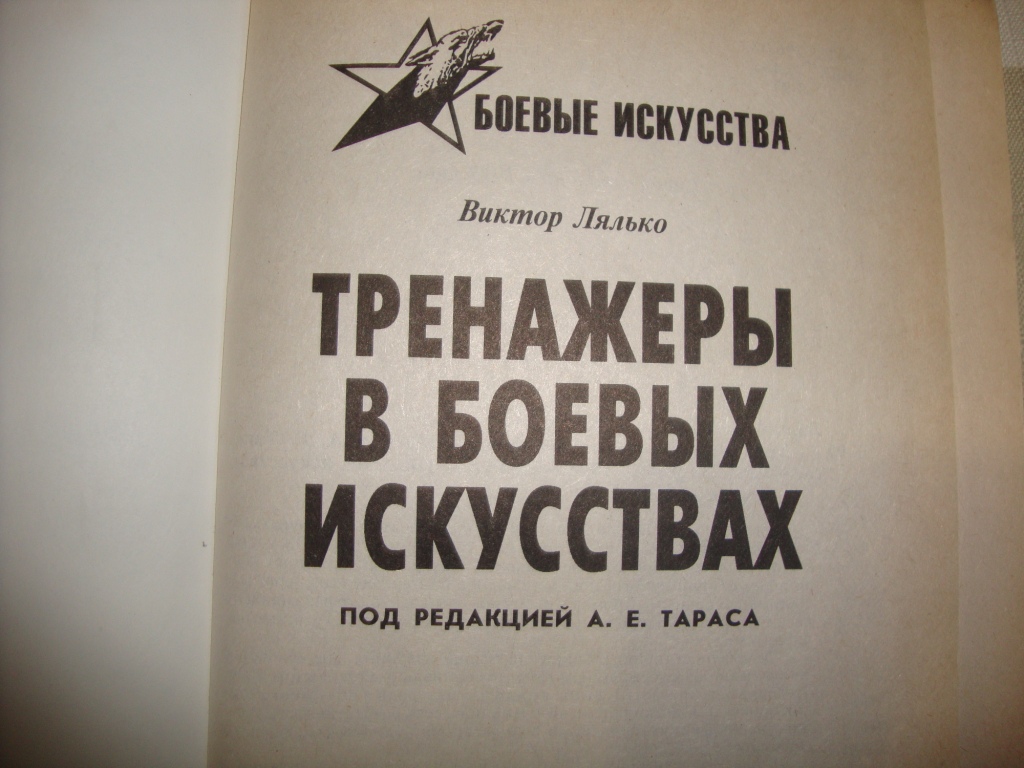 БОЕВЫЕ ИСКУССТВА
Виктор Лялько
ТРЕНАЖЕРЫ
В БОЕВЫХ
ИСКУССТВАХ
ПОД РЕДАКЦИЕЙ А. Е. ТАРАСА